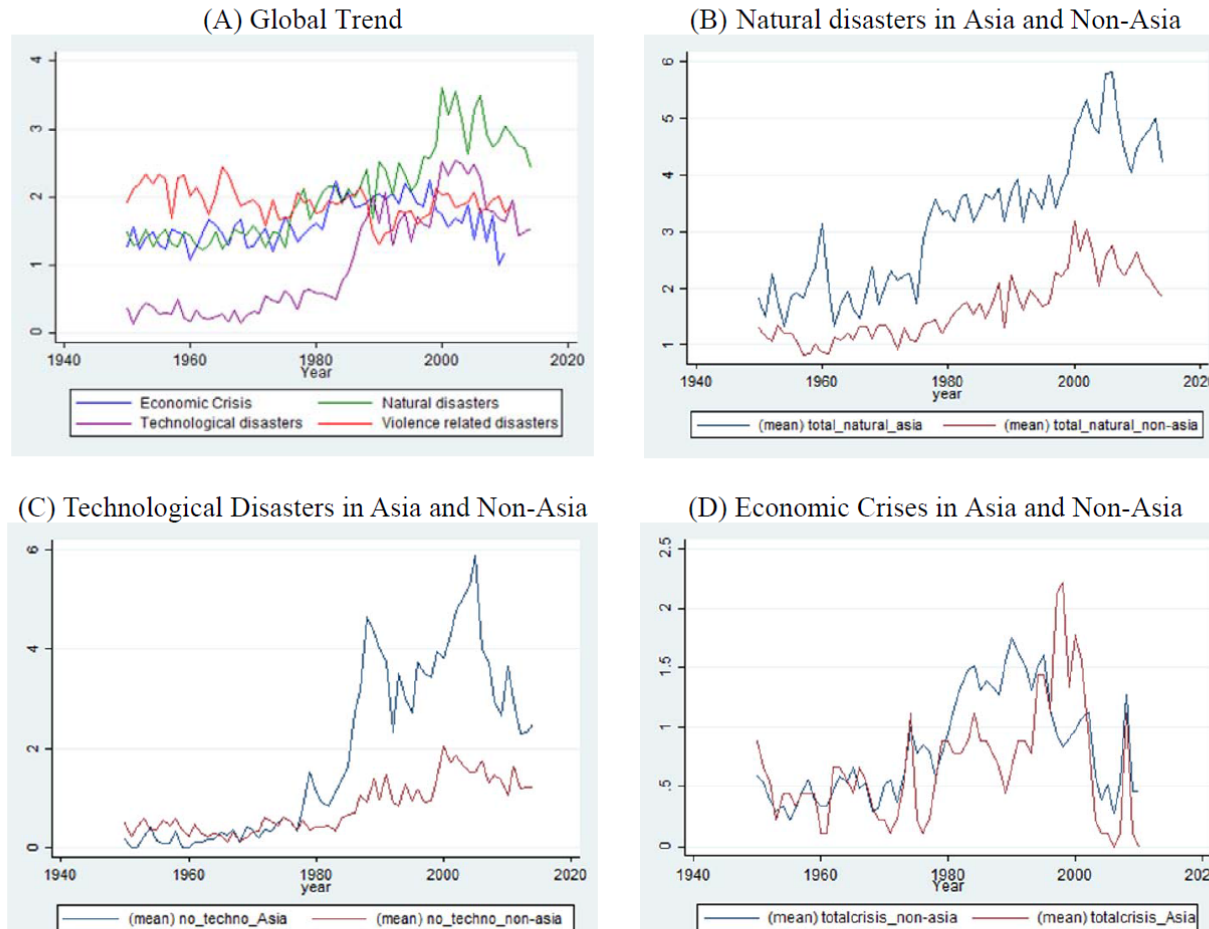 (A) Global Trend
4
3
2
1
0
1940 1960 1980 2000 2020
Year
Economic Crisis Natural disasters
Technological disasters Violence related disasters
(B) Natural disasters in Asia and Non-Asia
6
5
4
3
2
1
1940 1960 1980 2000 202
year
(mean) total_natural_asia (mean) total_natural_non-asia
(C) Technological Disasters in Asia and Non-Asia
6
4
2
0
1940 1960 1980 2000 2020
year
(mean) no_techno_Asia (mean) no_techno_non-asia
(D) Economic Crises in Asia and Non-Asia
2.5
2
1.5
1
.5
0
1940 1960 1980 2000 202
Year
(mean) totalcrisis_non-asia (mean) totalcrisis_Asia